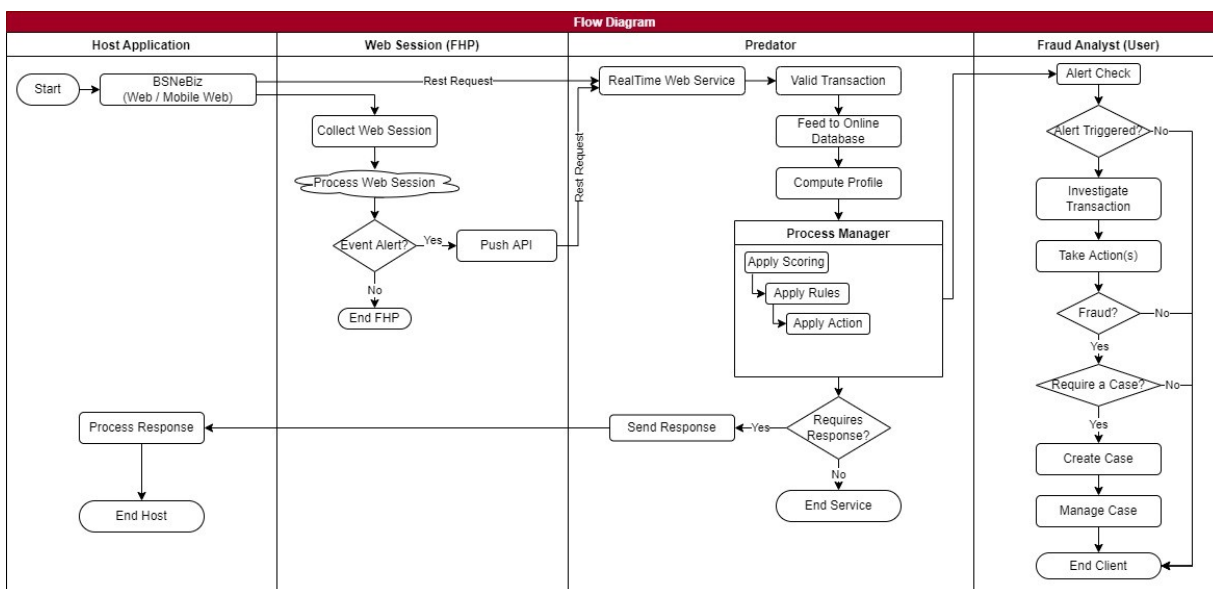 Flow Diagram
Host Application
Web Session (FHP)
Predator
Fraud Analyst (User)
Start
BSNeBiz
(Web / Mobile Web)
Rest Request
Collect Web Session
Process Web Session
Event Alert?
Yes
Push API
Rest Request
No
End FHP
Process Response
End Host
RealTime Web Service
Valid Transaction
Feed to Online
Database
Compute Profile
Process Manager
Apply Scoring
Apply Rules
Apply Action
Requires
Response?
Yes
Send Response
No
End Service
Alert Check
Alert Triggered?
No
Investigate
Transaction
Take Action(s)
Fraud?
No
Yes
Require a Case?
No
Yes
Create Case
Manage Case
End Client